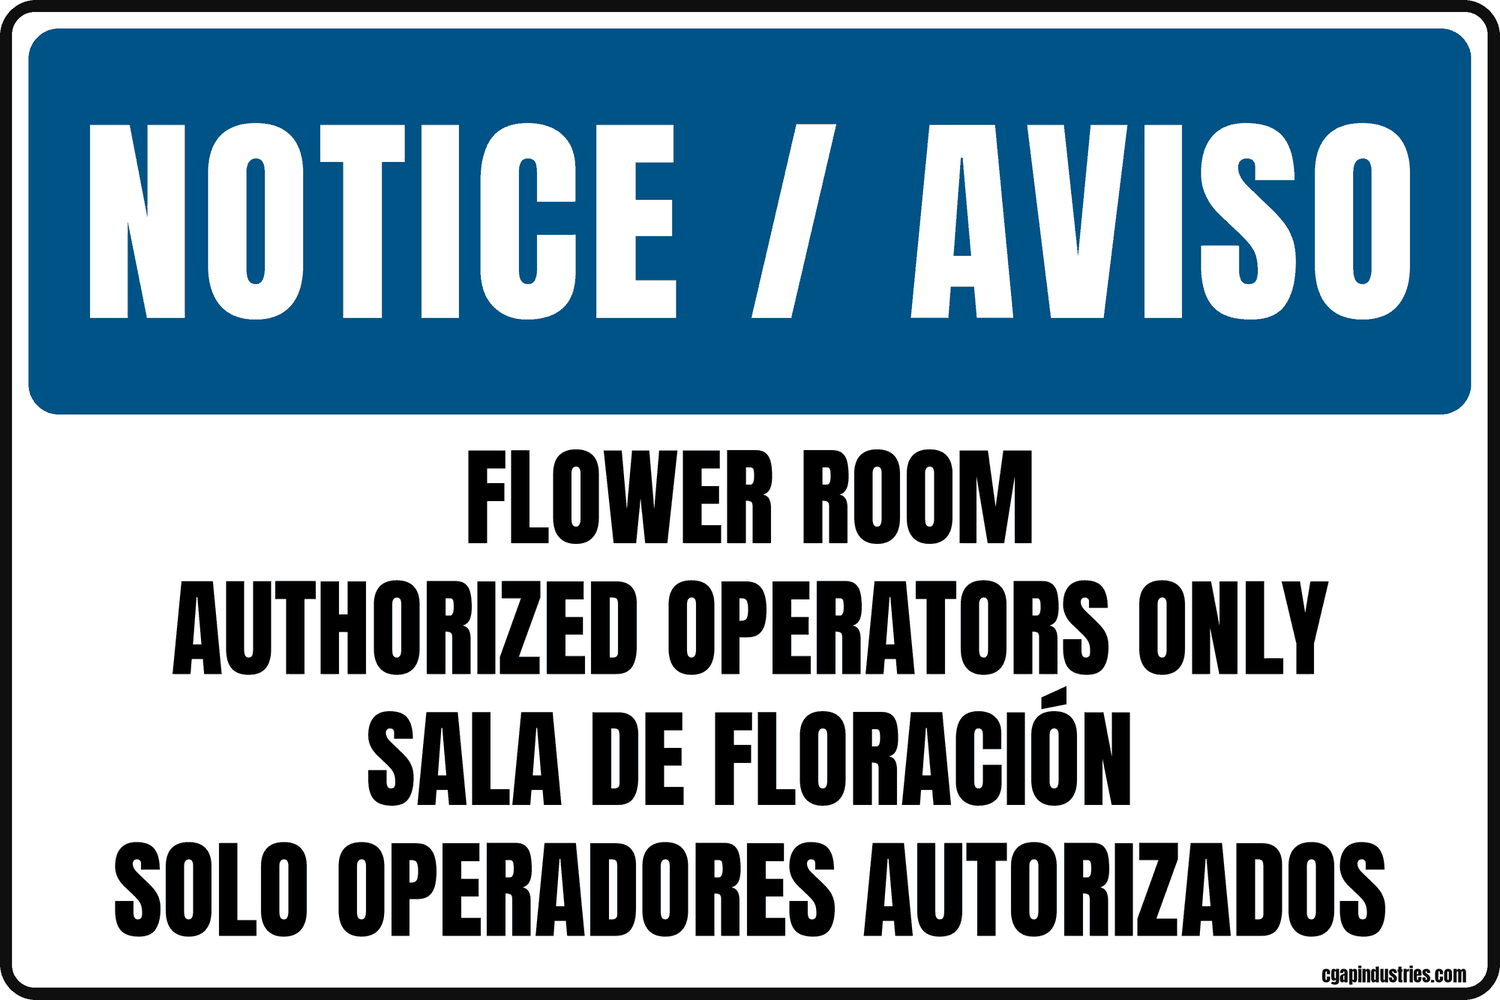 NOTICE / AVISO
FLOWER ROOM
AUTHORIZED OPERATORS ONLY
SALA DE FLORACIÓN
SOLO OPERADORES AUTORIZADOS
cgapindustries.com